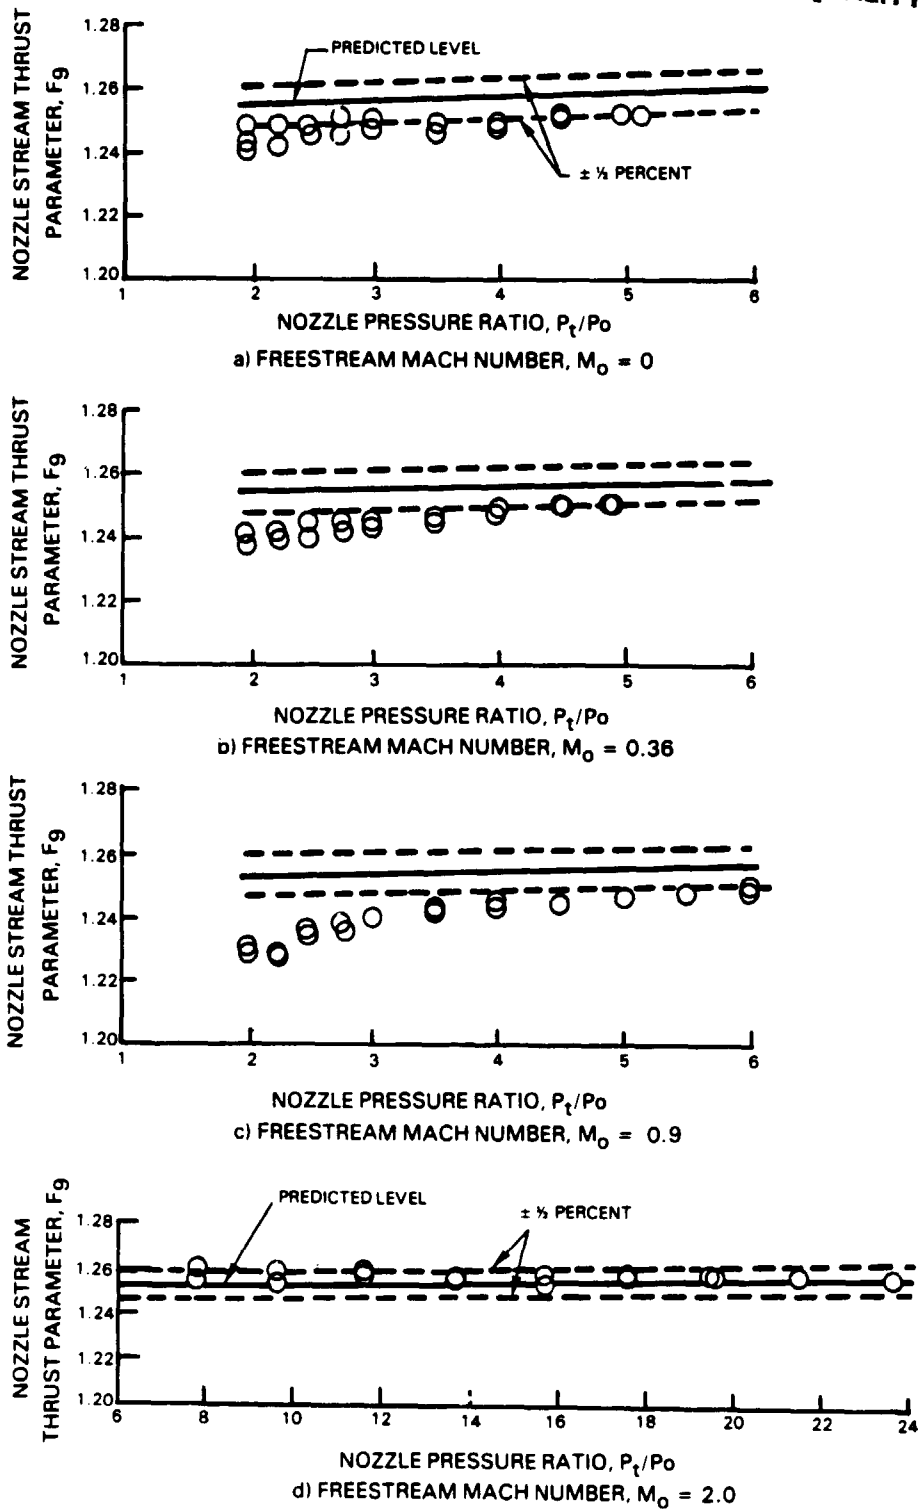 1.28
1.26
1.24
1.22
1.20
NOZZLE STREAM THRUST
PARAMETER, F9
PREDICTED LEVEL
± ½ PERCENT
1 2 3 4 5 6
NOZZLE PRESSURE RATIO, Pt/Po
a) FREESTREAM MACH NUMBER, Mo = 0
1.28
1.26
1.24
1.22
1.20
NOZZLE STREAM THRUST
PARAMETER, F9
1 2 3 4 5 6
NOZZLE PRESSURE RATIO, Pt/Po
b) FREESTREAM MACH NUMBER, Mo = 0.36
1.28
1.26
1.24
1.22
1.20
NOZZLE STREAM THRUST
PARAMETER, F9
1 2 3 4 5 6
NOZZLE PRESSURE RATIO, Pt/Po
c) FREESTREAM MACH NUMBER, Mo = 0.9
1.28
1.26
1.24
1.22
1.20
NOZZLE STREAM
THRUST PARAMETER, F9
PREDICTED LEVEL
± ½ PERCENT
6 8 10 12 14 16 18 20 22 24
NOZZLE PRESSURE RATIO, Pt/Po
d) FREESTREAM MACH NUMBER, Mo = 2.0